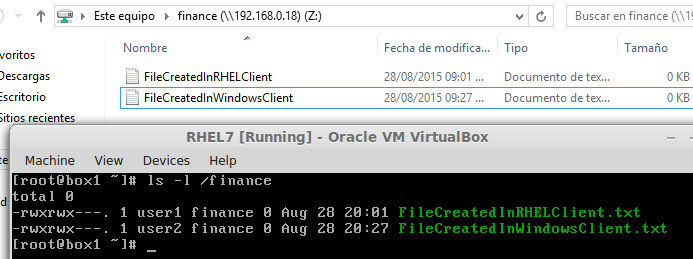 Este equipo ▸ finance (\\192.168.0.18) (Z:)
Buscar en finance (\\19
Nombre Fecha de modifica... Tipo Tamaño
FileCreatedInRHELClient 28/08/2015 09:01 ... Documento de tex... 0 KB
FileCreatedInWindowsClient 28/08/2015 09:27 ... Documento de tex... 0 KB
avoritos
Descargas
Escritorio
Sitios recientes
RHEL7 [Running] - Oracle VM VirtualBox
Machine View Devices Help
[root@box1 ~]# ls -l /finance
total 0
-rwxrwx---. 1 user1 finance 0 Aug 28 20:01 FileCreatedInRHELClient.txt
-rwxrwx---. 1 user2 finance 0 Aug 28 20:27 FileCreatedInWindowsClient.txt
[root@box1 ~]# _